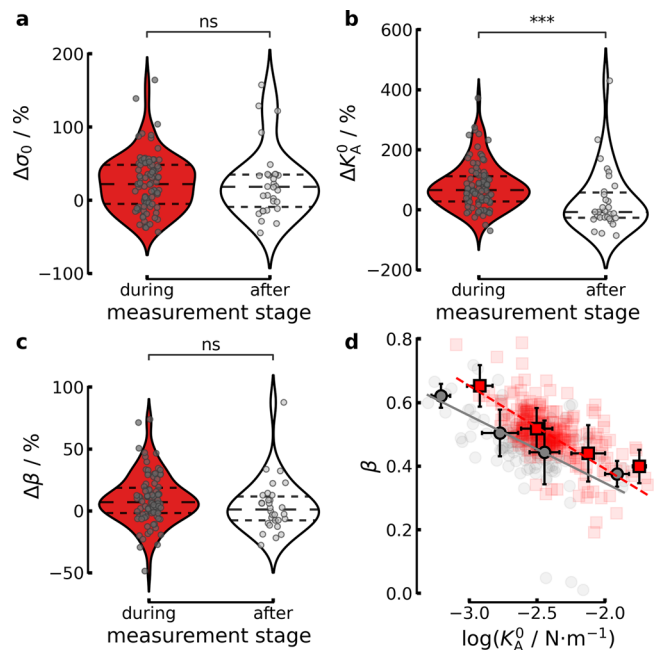 a
ns
200
100
0
−100
Δσ₀ / %
during
after
measurement stage
b
***
600
400
200
0
−200
ΔK⁰_A / %
during
after
measurement stage
c
ns
100
50
0
−50
Δβ / %
during
after
measurement stage
d
0.8
0.6
0.4
0.2
0.0
β
−3.0
−2.5
−2.0
log(K⁰_A / N·m⁻¹)